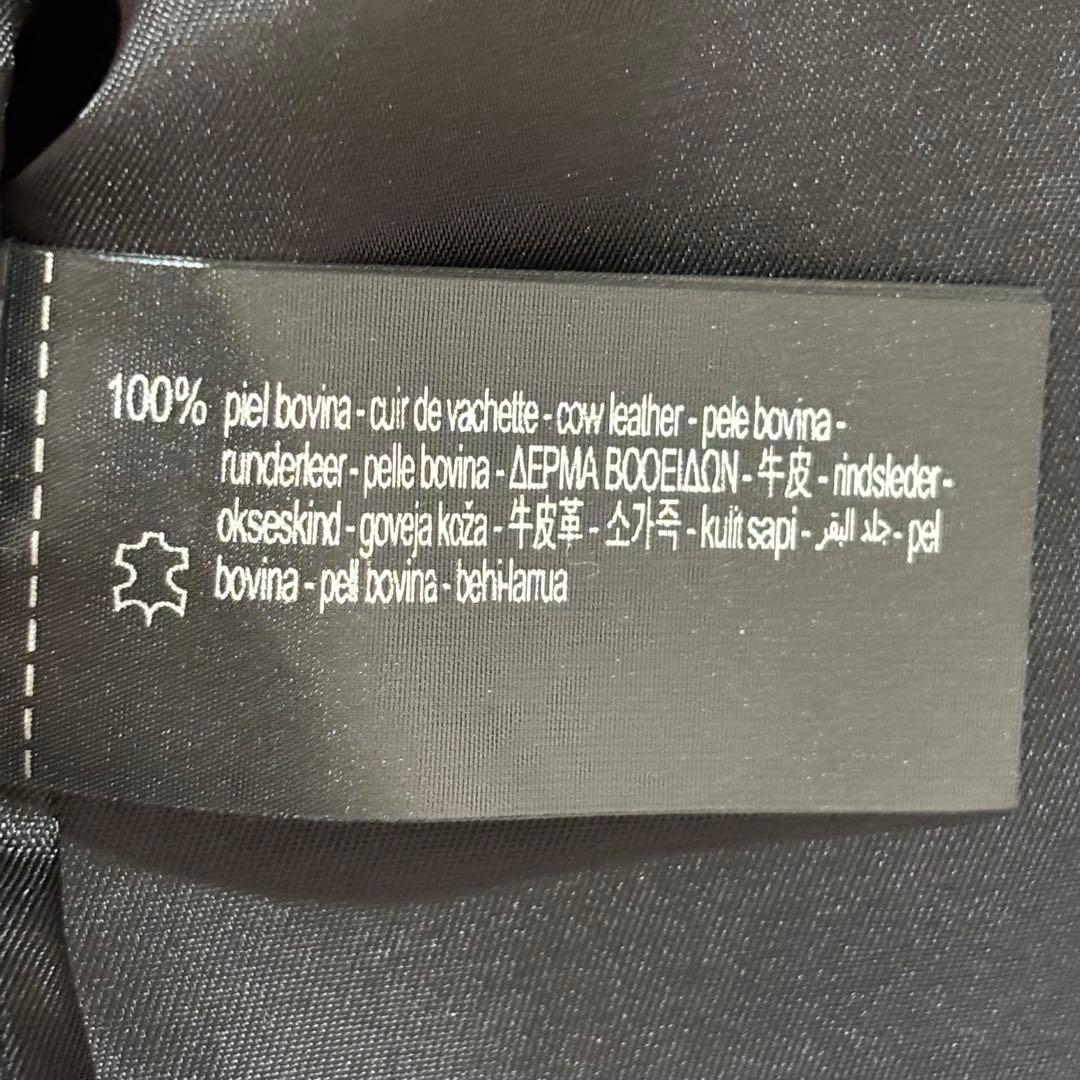 100% piel bovina - cuir de vachette - cow leather - pele bovina -
runderleer - pelle bovina - ΔΕΡΜΑ ΒΟΟΕΙΔΩΝ - 牛皮 - rindsleder -
okseskind - goveja koža - 牛皮革 - 소가죽 - kulit sapi - جلد البقر - pel
bovina - pell bovina - behi-larrua